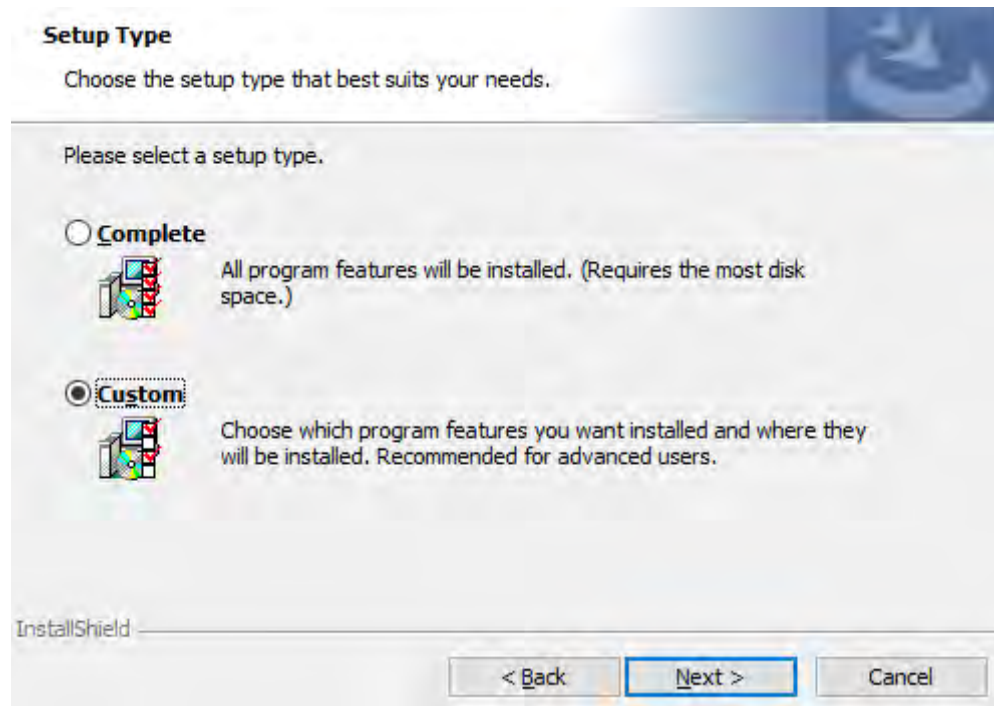 Setup Type
Choose the setup type that best suits your needs.
Please select a setup type.
Complete
All program features will be installed. (Requires the most disk
space.)
Custom
Choose which program features you want installed and where they
will be installed. Recommended for advanced users.
InstallShield
< Back Next > Cancel